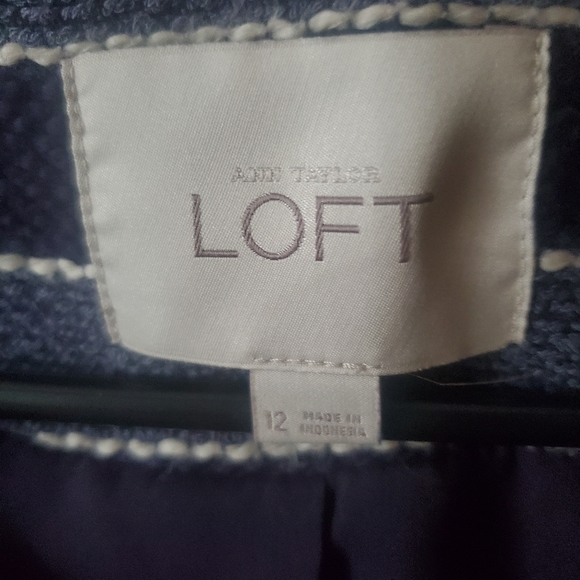 ANN TAYLOR
LOFT
12
MADE IN
INDONESIA